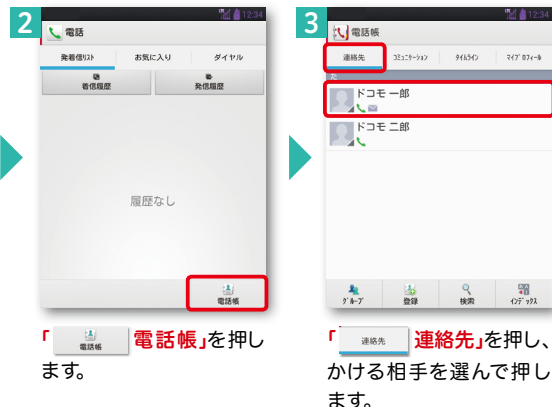 2
12:34
電話
発着信リスト お気に入り ダイヤル
着信履歴 発信履歴
履歴なし
電話帳
「 電話帳 電話帳」を押し
ます。
3
12:34
電話帳
連絡先 コミュニケーション タイムライン マイプロフィール
た
ドコモ 一郎
ドコモ 二郎
グループ 登録 検索 インデックス
「 連絡先 連絡先」を押し、
かける相手を選んで押し
ます。